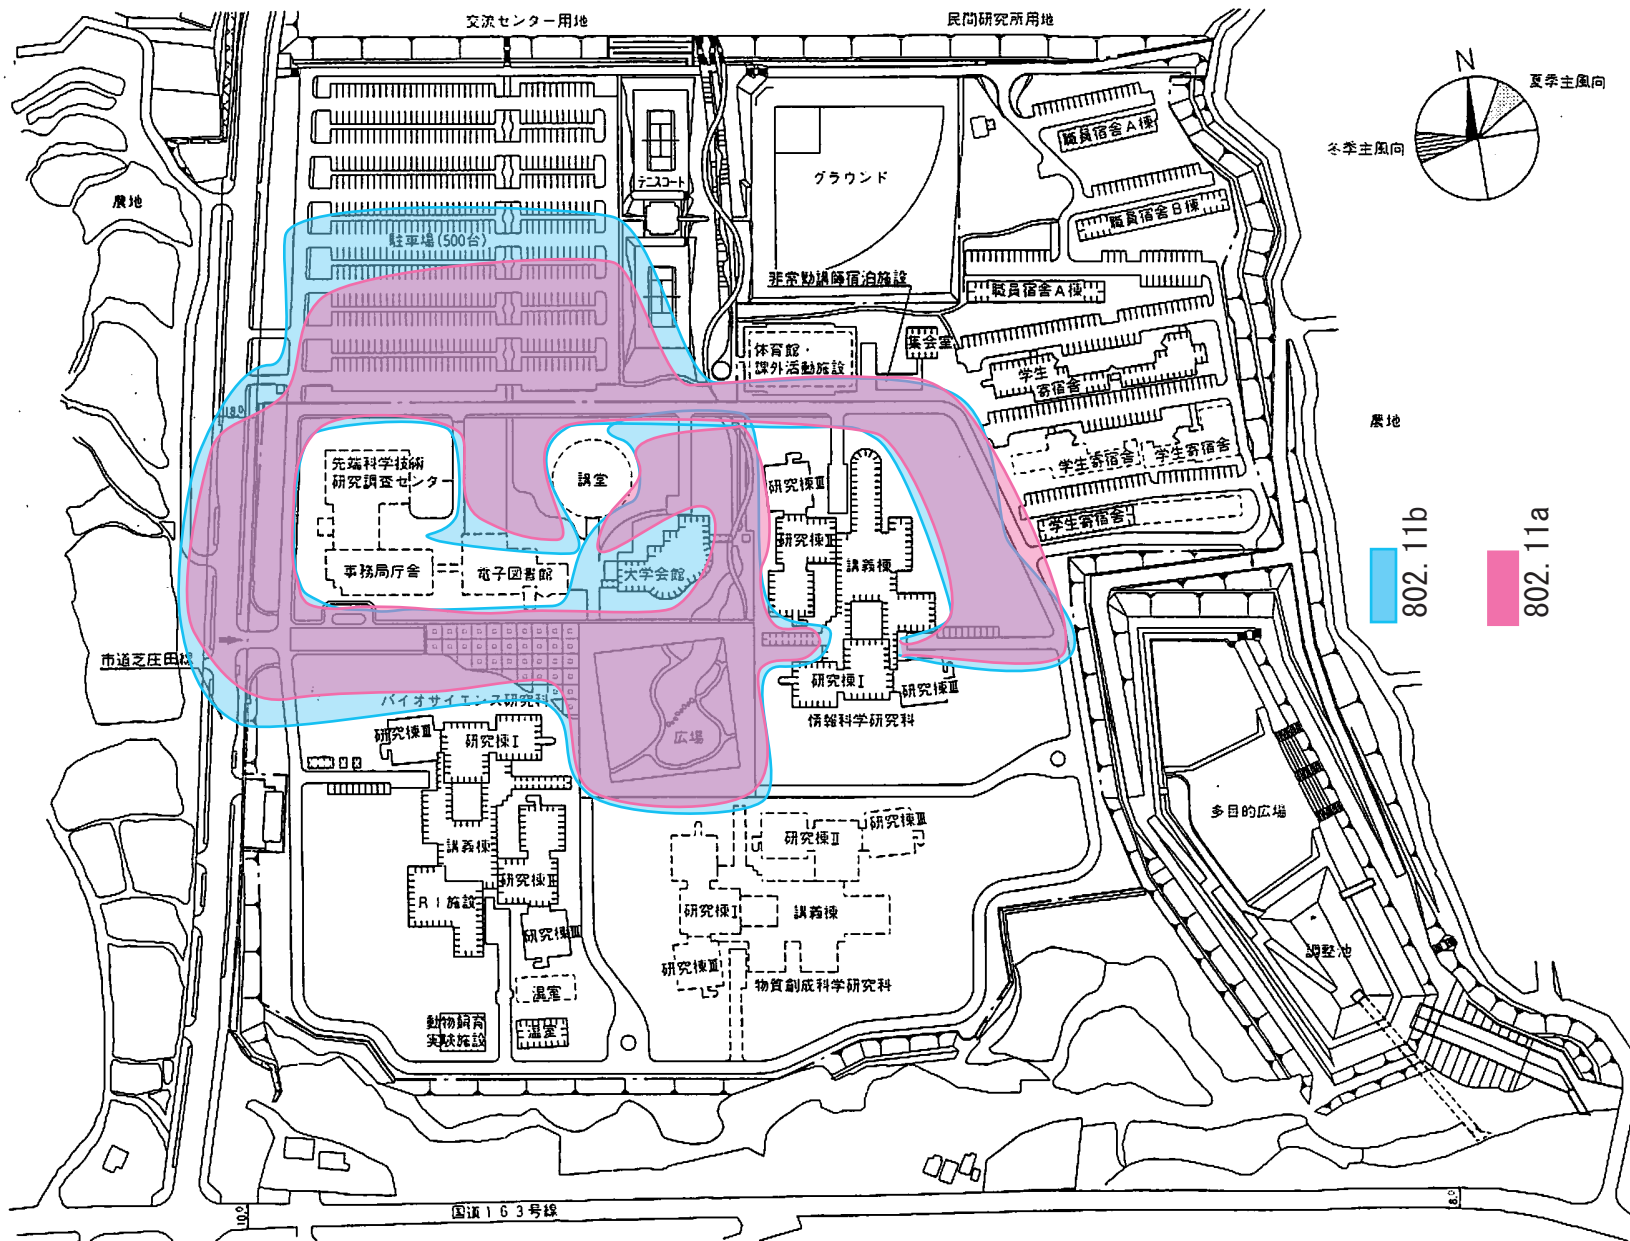 交流センター用地
民間研究所用地
N
夏季主風向
冬季主風向
職員宿舎A棟
テニスコート
グラウンド
農地
職員宿舎B棟
駐車場(500台)
非常勤講師宿泊施設
職員宿舎A棟
集会室
体育館・
課外活動施設
学生
寄宿舎
18.0
農地
先端科学技術
研究調査センター
講堂
研究棟Ⅲ
学生寄宿舎
学生寄宿舎
学生寄宿舎
研究棟Ⅱ
講義棟
事務局庁舎
電子図書館
大学会館
802.11b
802.11a
市道芝庄田線
研究棟Ⅰ
研究棟Ⅲ
情報科学研究科
バイオサイエンス研究科
研究棟Ⅲ
研究棟Ⅰ
広場
多目的広場
研究棟Ⅱ
研究棟Ⅲ
講義棟
研究棟Ⅱ
RI施設
研究棟Ⅰ
講義棟
研究棟Ⅲ
研究棟Ⅲ
物質創成科学研究科
調整池
温室
動物飼育
実験施設
温室
国道163号線
10.0
18.0